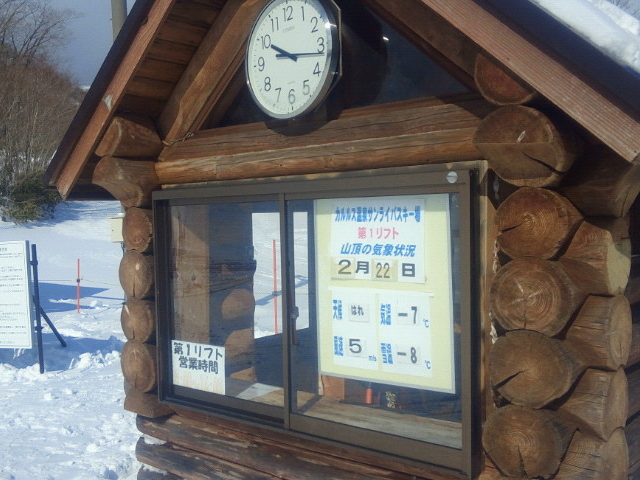 12
1
2
3
4
5
6
7
8
9
10
11
CITIZEN
カルルス温泉サンライバスキー場
第1リフト
山頂の気象状況
2月22日
天候 はれ 気温 -7℃
風速 5m/s 雪温 -8℃
第1リフト
営業時間